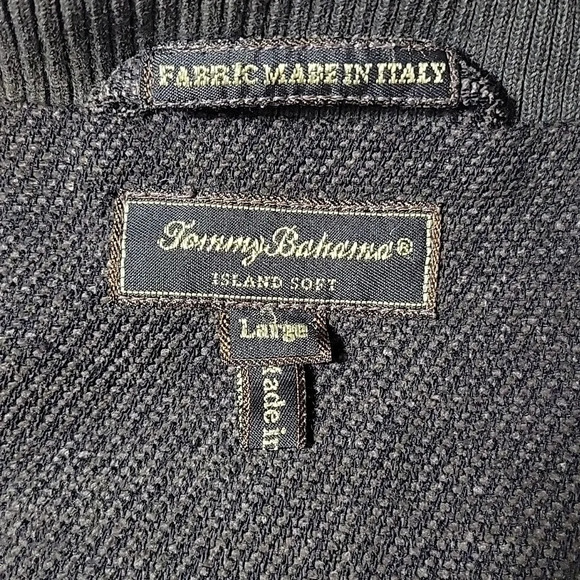 FABRIC MADE IN ITALY
Tommy Bahama®
ISLAND SOFT
Large
Made in